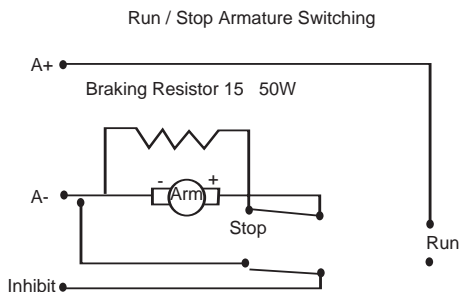 Run / Stop Armature Switching
A+
Braking Resistor 15 50W
- +
A- Arm
Stop
Run
Inhibit